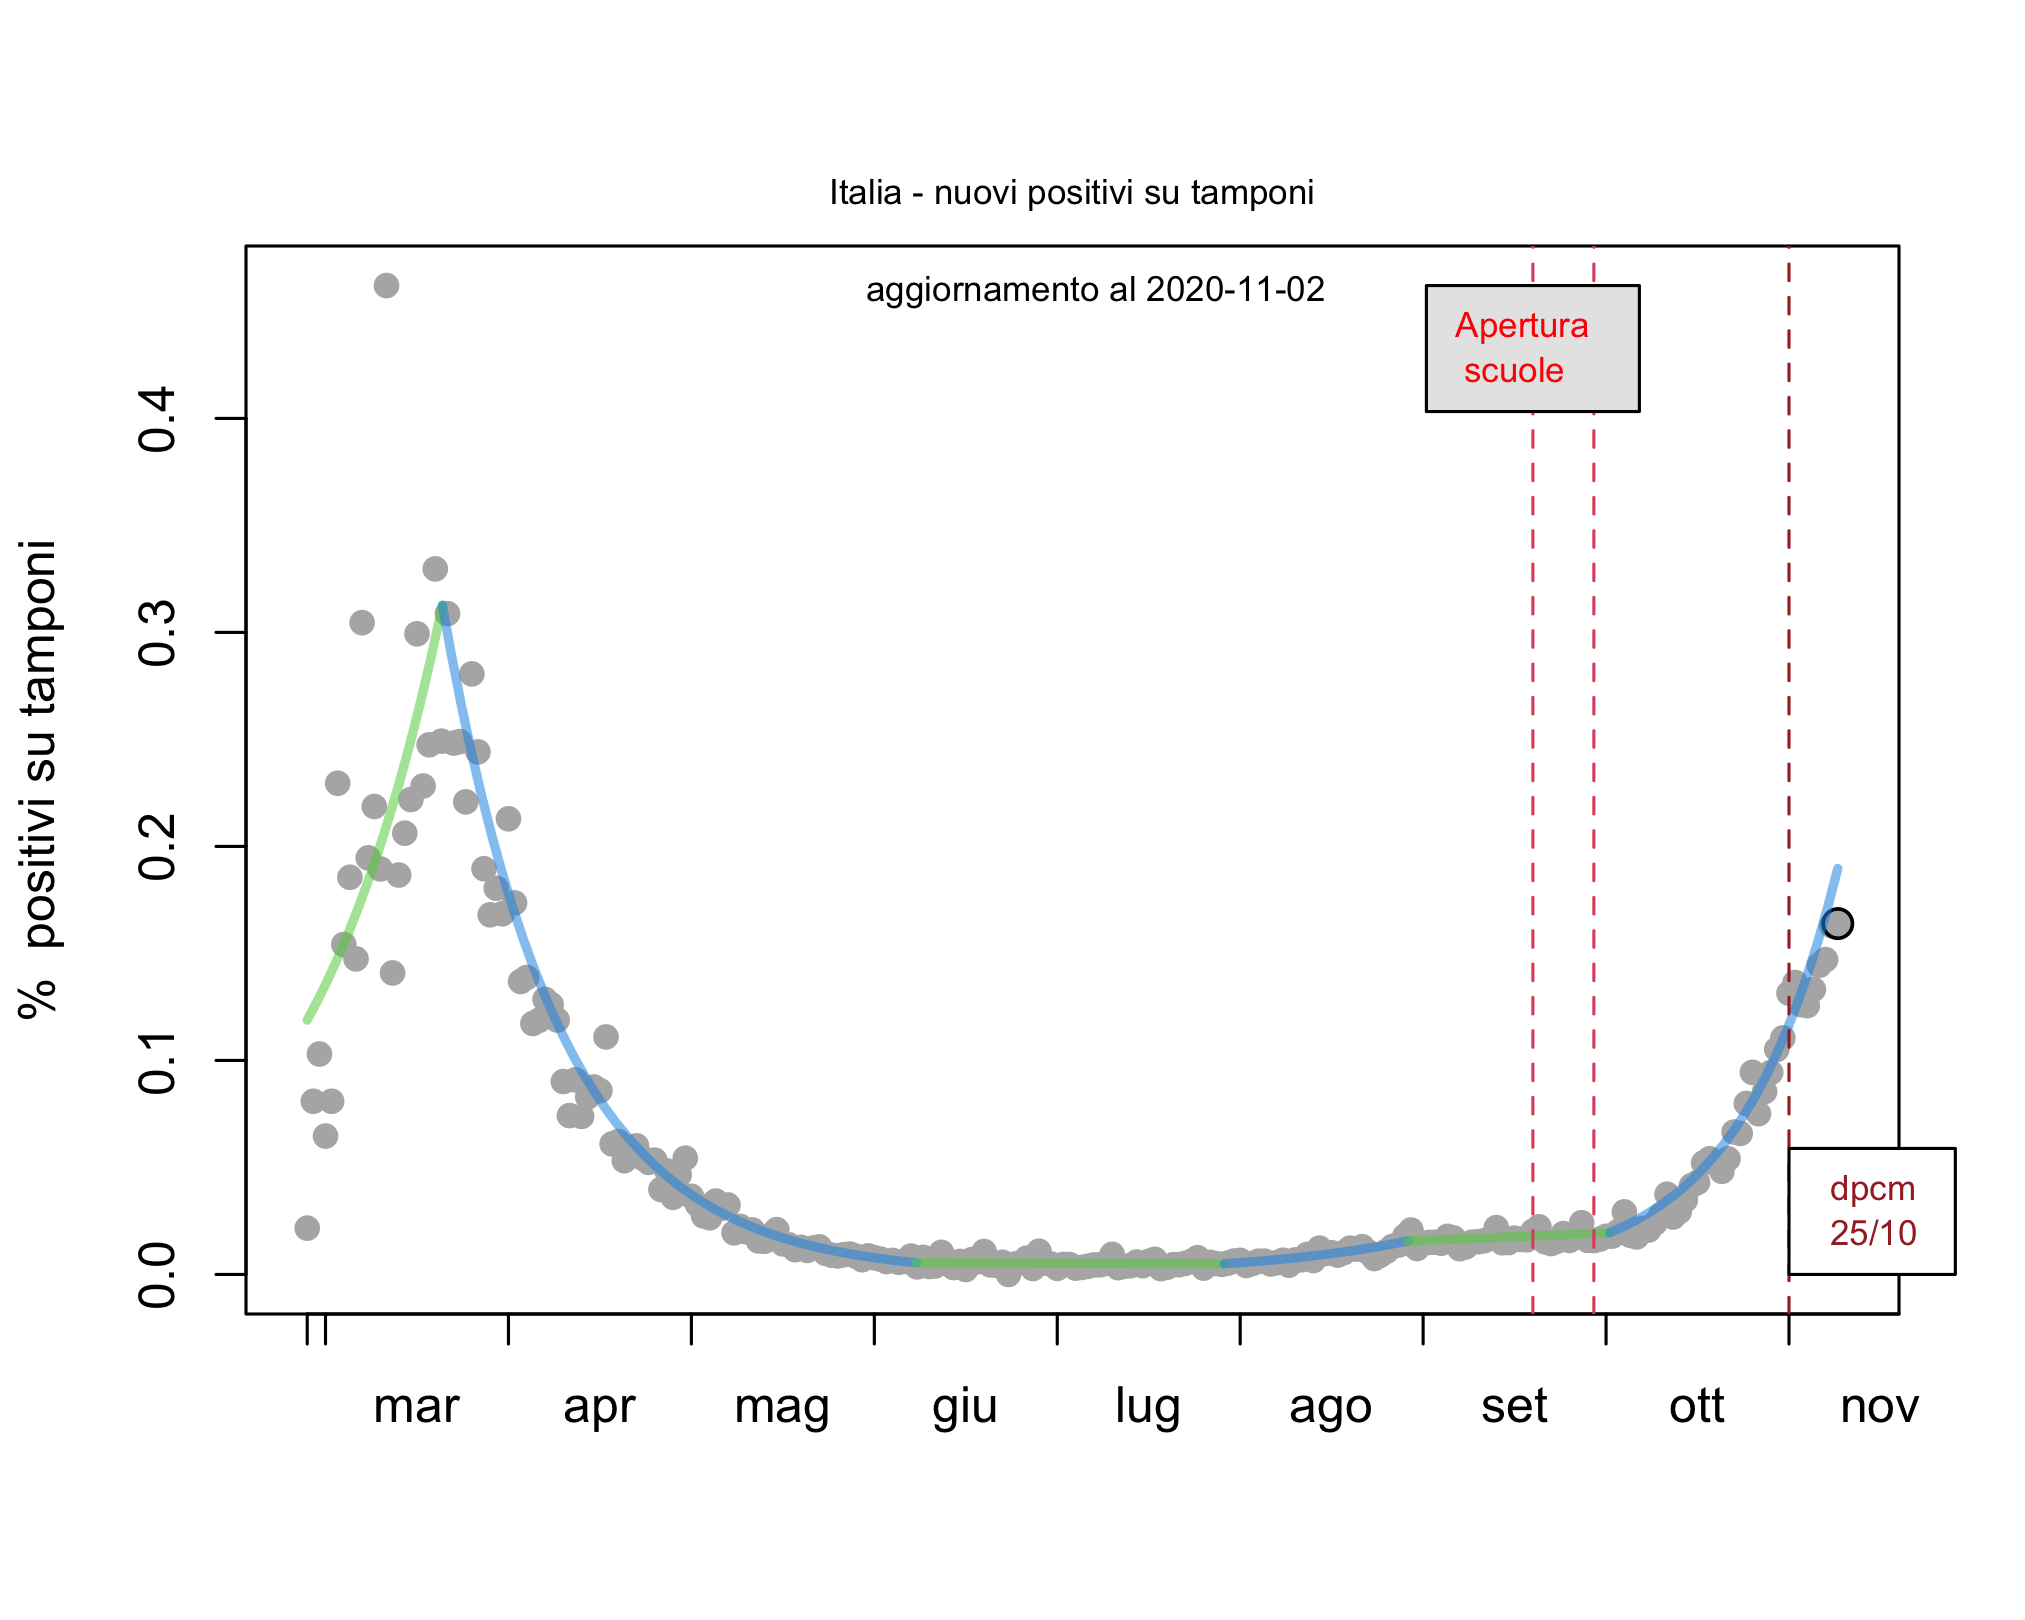 Italia - nuovi positivi su tamponi
aggiornamento al 2020-11-02
Apertura
scuole
% positivi su tamponi
0.4
0.3
0.2
0.1
0.0
dpcm
25/10
mar apr mag giu lug ago set ott nov